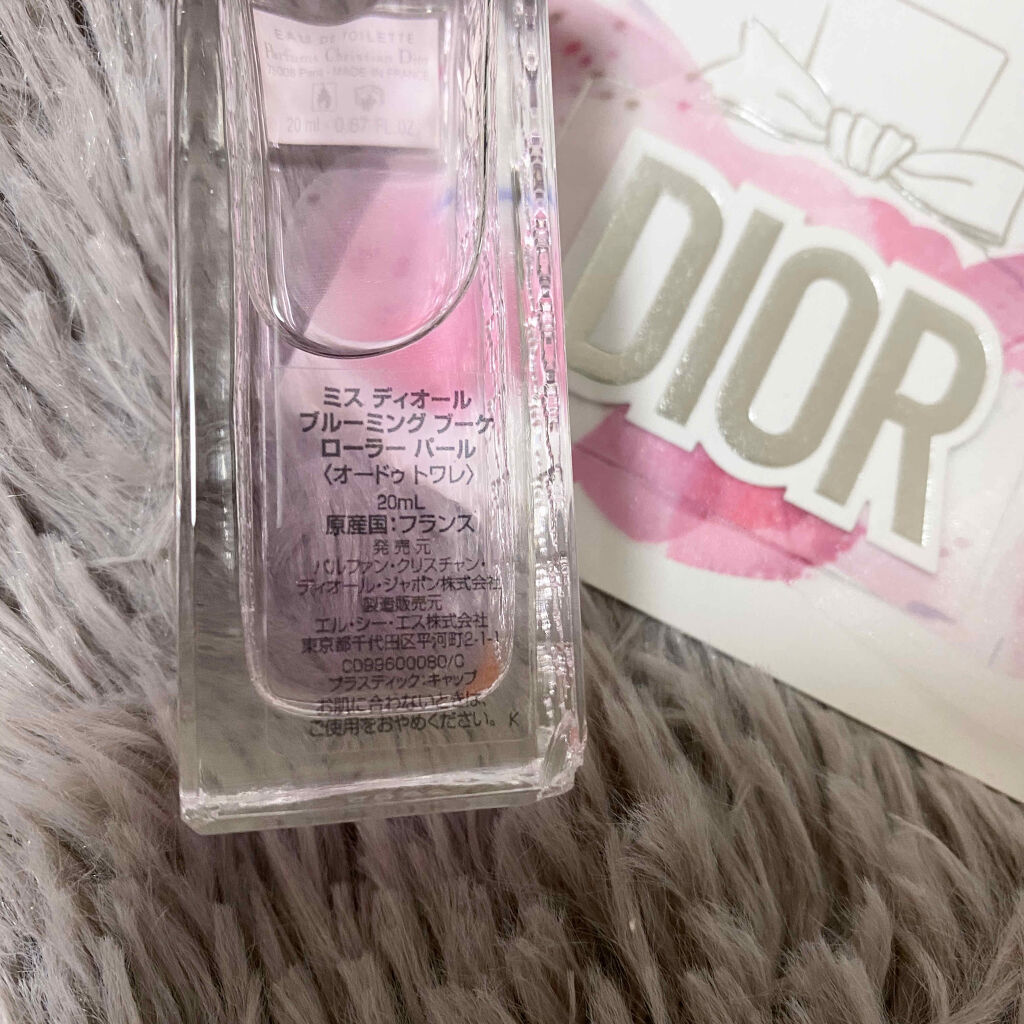 EAU de TOILETTE
Parfums Christian Dior
75008 Paris - MADE IN FRANCE
20 ml - 0.67 FL.OZ.
DIOR
ミス ディオール
ブルーミング ブーケ
ローラー パール
〈オードゥ トワレ〉
20mL
原産国:フランス
発売元
パルファン・クリスチャン・
ディオール・ジャポン株式会社
製造販売元
エル・シー・エス株式会社
東京都千代田区平河町2-1-1
CD99600080/C
プラスティック:キャップ
お肌に合わないときは、
ご使用をおやめください。 K